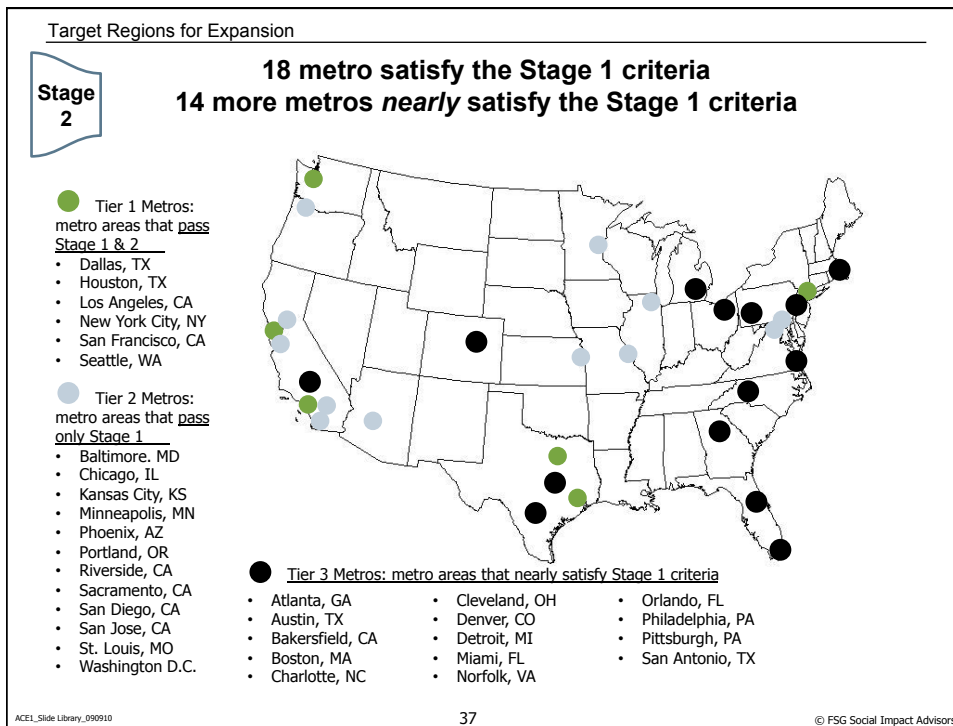 Target Regions for Expansion
Stage
2
18 metro satisfy the Stage 1 criteria
14 more metros nearly satisfy the Stage 1 criteria
Tier 1 Metros:
metro areas that pass
Stage 1 & 2
• Dallas, TX
• Houston, TX
• Los Angeles, CA
• New York City, NY
• San Francisco, CA
• Seattle, WA
Tier 2 Metros:
metro areas that pass
only Stage 1
• Baltimore. MD
• Chicago, IL
• Kansas City, KS
• Minneapolis, MN
• Phoenix, AZ
• Portland, OR
• Riverside, CA
• Sacramento, CA
• San Diego, CA
• San Jose, CA
• St. Louis, MO
• Washington D.C.
Tier 3 Metros: metro areas that nearly satisfy Stage 1 criteria
• Atlanta, GA
• Austin, TX
• Bakersfield, CA
• Boston, MA
• Charlotte, NC
• Cleveland, OH
• Denver, CO
• Detroit, MI
• Miami, FL
• Norfolk, VA
• Orlando, FL
• Philadelphia, PA
• Pittsburgh, PA
• San Antonio, TX
ACE1_Slide Library_090910
37
© FSG Social Impact Advisors